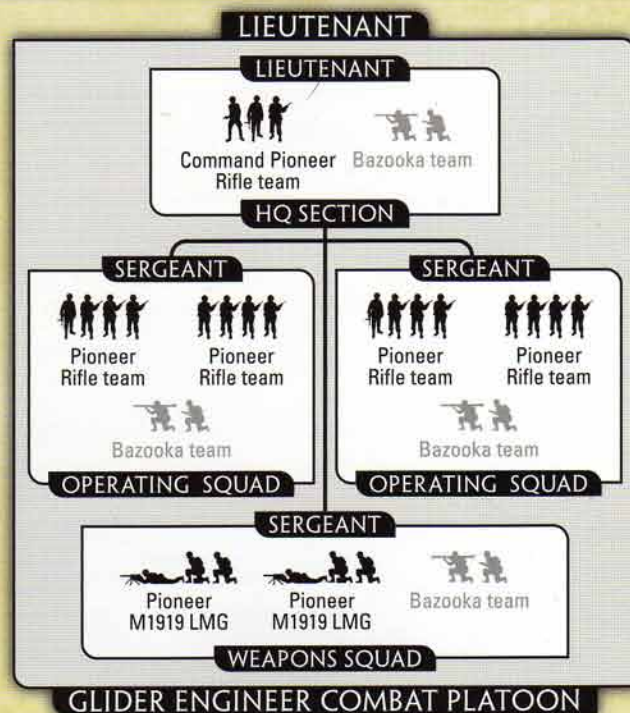 LIEUTENANT
LIEUTENANT
Command Pioneer
Rifle team
Bazooka team
HQ SECTION
SERGEANT
Pioneer
Rifle team
Pioneer
Rifle team
Bazooka team
OPERATING SQUAD
SERGEANT
Pioneer
Rifle team
Pioneer
Rifle team
Bazooka team
OPERATING SQUAD
SERGEANT
Pioneer
M1919 LMG
Pioneer
M1919 LMG
Bazooka team
WEAPONS SQUAD
GLIDER ENGINEER COMBAT PLATOON